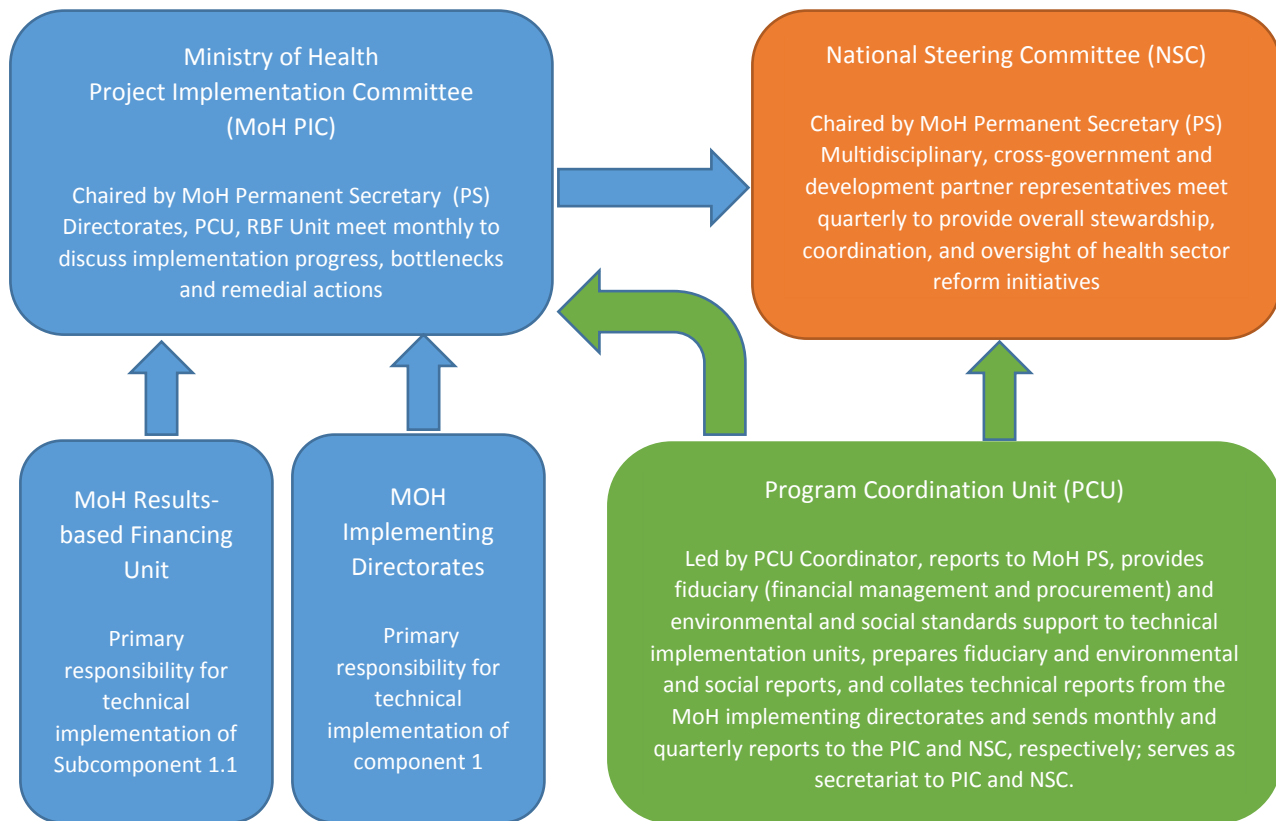 Ministry of Health
Project Implementation Committee
(MoH PIC)
Chaired by MoH Permanent Secretary (PS)
Directorates, PCU, RBF Unit meet monthly to
discuss implementation progress, bottlenecks
and remedial actions
National Steering Committee (NSC)
Chaired by MoH Permanent Secretary (PS)
Multidisciplinary, cross-government and
development partner representatives meet
quarterly to provide overall stewardship,
coordination, and oversight of health sector
reform initiatives
MoH Results-
based Financing
Unit
Primary
responsibility for
technical
implementation of
Subcomponent 1.1
MOH
Implementing
Directorates
Primary
responsibility for
technical
implementation of
component 1
Program Coordination Unit (PCU)
Led by PCU Coordinator, reports to MoH PS, provides
fiduciary (financial management and procurement) and
environmental and social standards support to technical
implementation units, prepares fiduciary and environmental
and social reports, and collates technical reports from the
MoH implementing directorates and sends monthly and
quarterly reports to the PIC and NSC, respectively; serves as
secretariat to PIC and NSC.